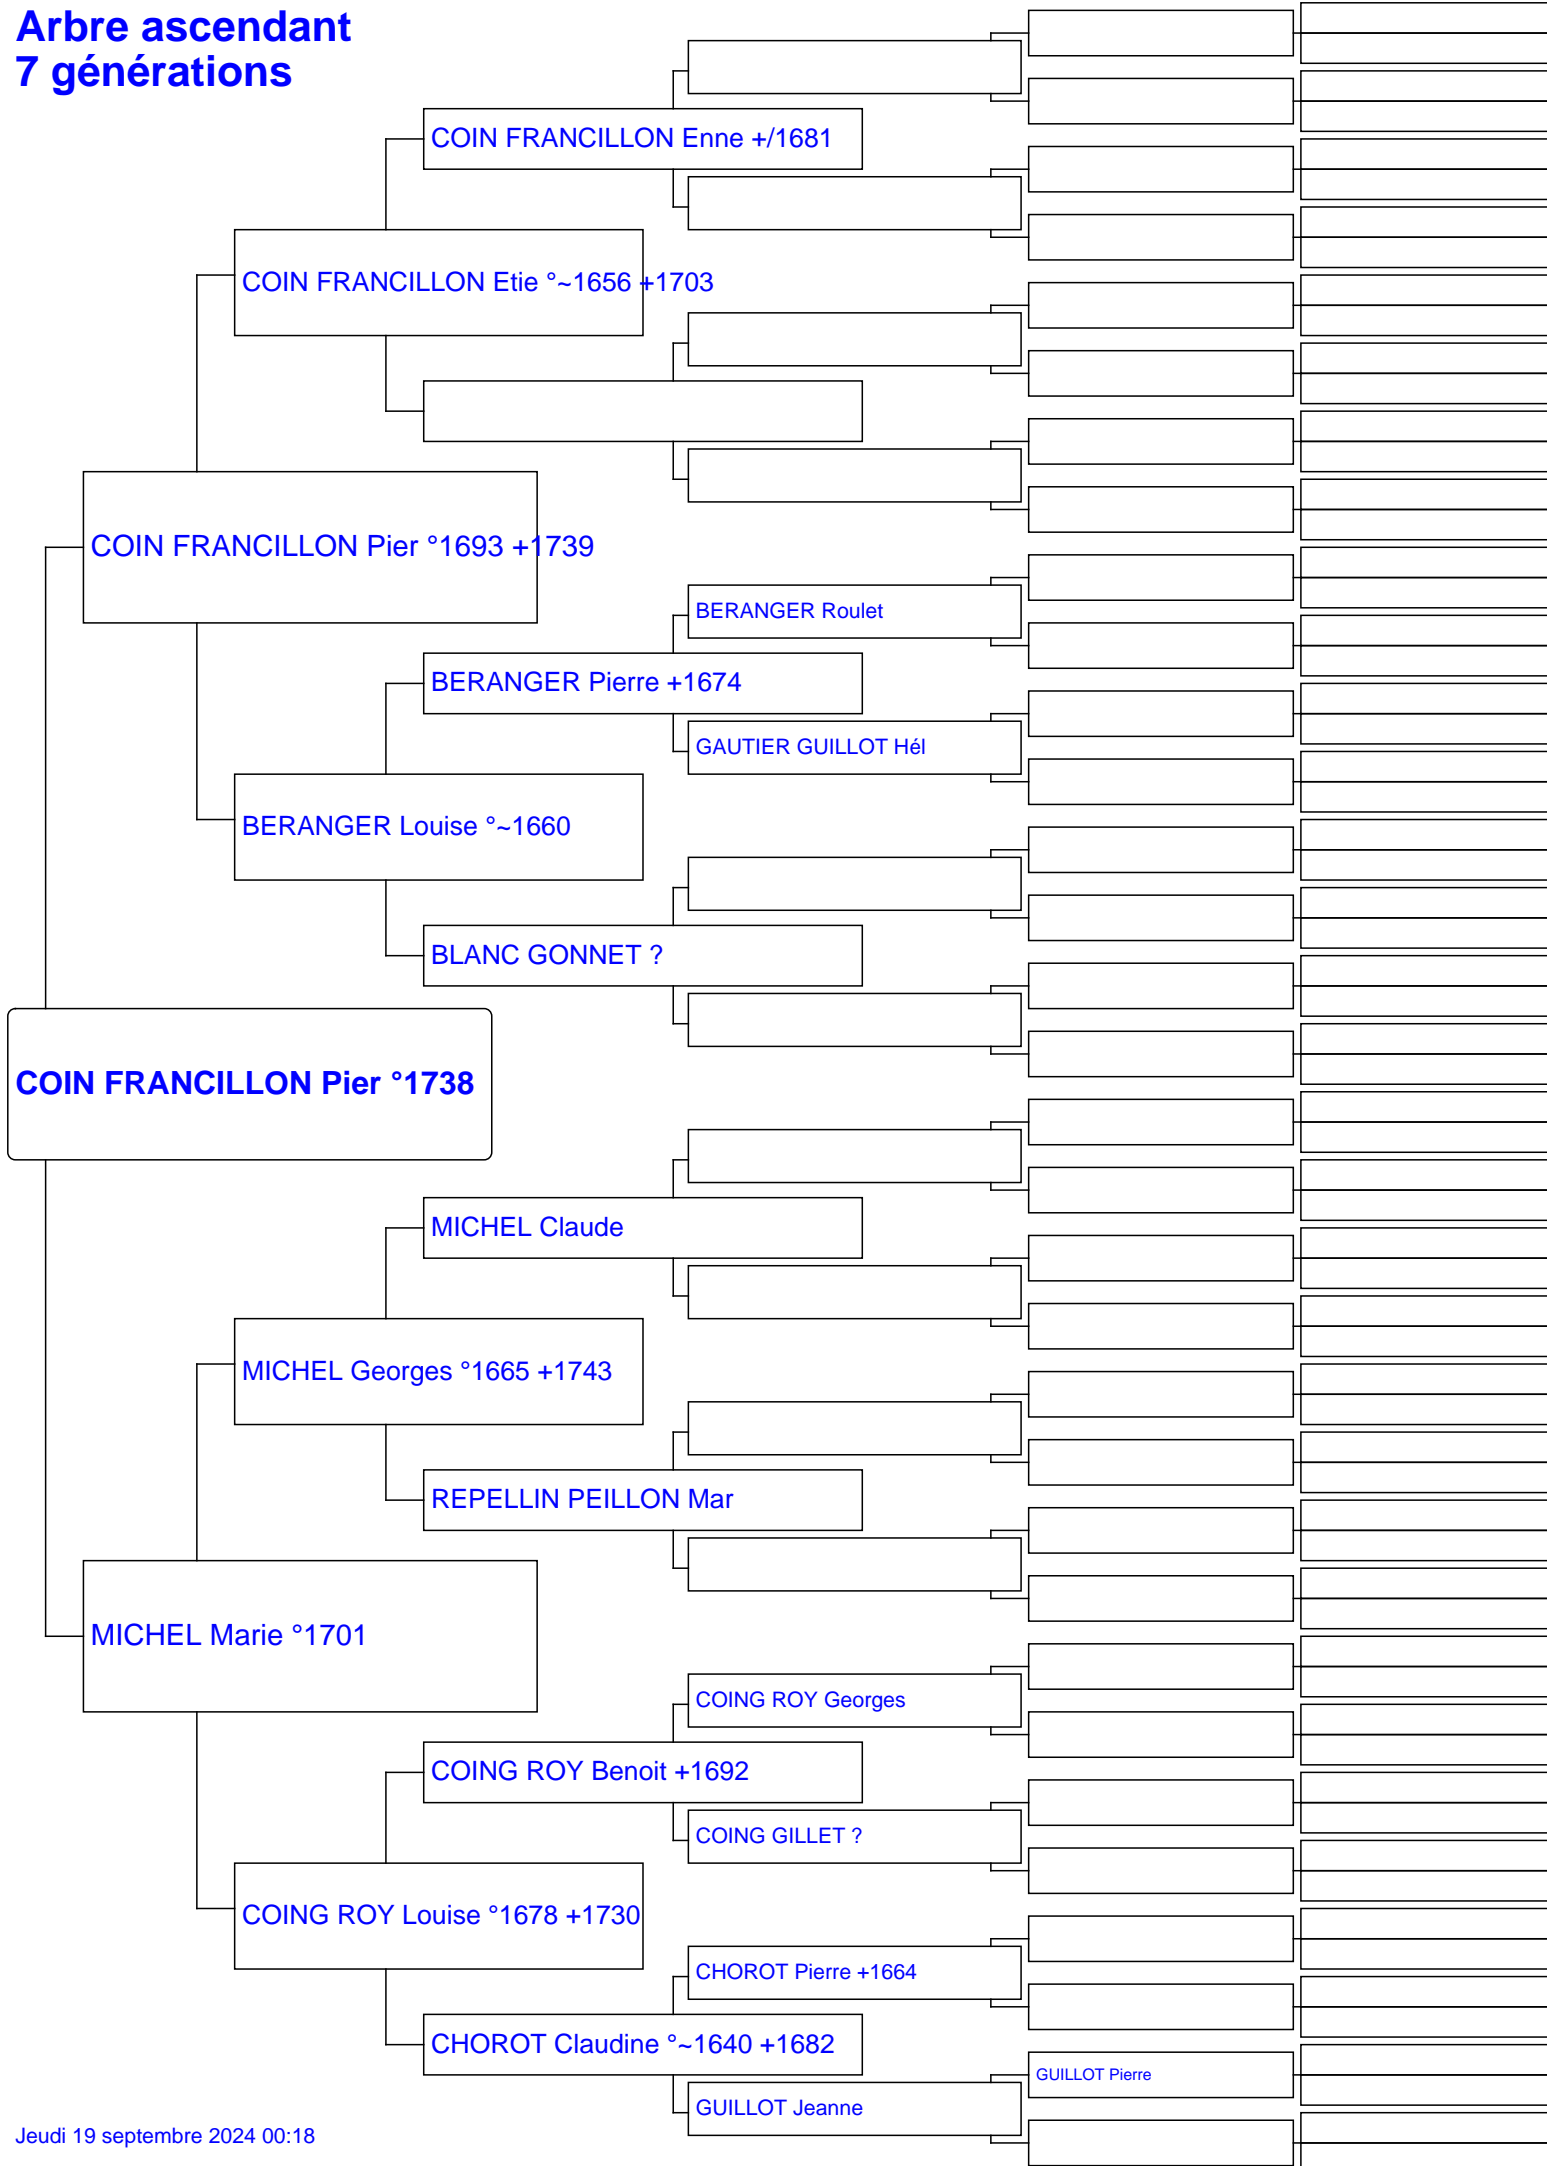 Arbre ascendant
7 générations
COIN FRANCILLON Enne +/1681
COIN FRANCILLON Etie °~1656 +1703
COIN FRANCILLON Pier °1693 +1739
BERANGER Roulet
BERANGER Pierre +1674
GAUTIER GUILLOT Hél
BERANGER Louise °~1660
BLANC GONNET ?
COIN FRANCILLON Pier °1738
MICHEL Claude
MICHEL Georges °1665 +1743
REPELLIN PEILLON Mar
MICHEL Marie °1701
COING ROY Georges
COING ROY Benoit +1692
COING GILLET ?
COING ROY Louise °1678 +1730
CHOROT Pierre +1664
CHOROT Claudine °~1640 +1682
GUILLOT Pierre
GUILLOT Jeanne
Jeudi 19 septembre 2024 00:18